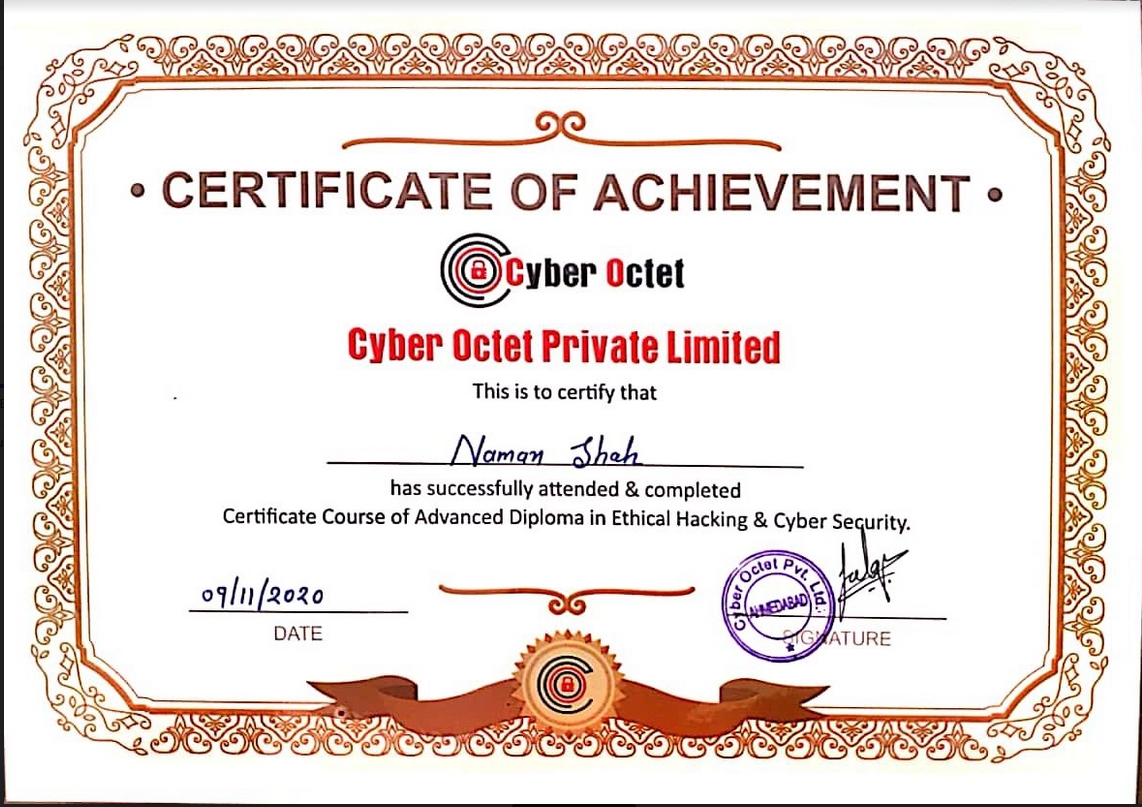 • CERTIFICATE OF ACHIEVEMENT •
Cyber Octet
Cyber Octet Private Limited
This is to certify that
Naman Shah
has successfully attended & completed
Certificate Course of Advanced Diploma in Ethical Hacking & Cyber Security.
09/11/2020
DATE
Cyber Octet Pvt. Ltd.
AHMEDABAD
SIGNATURE